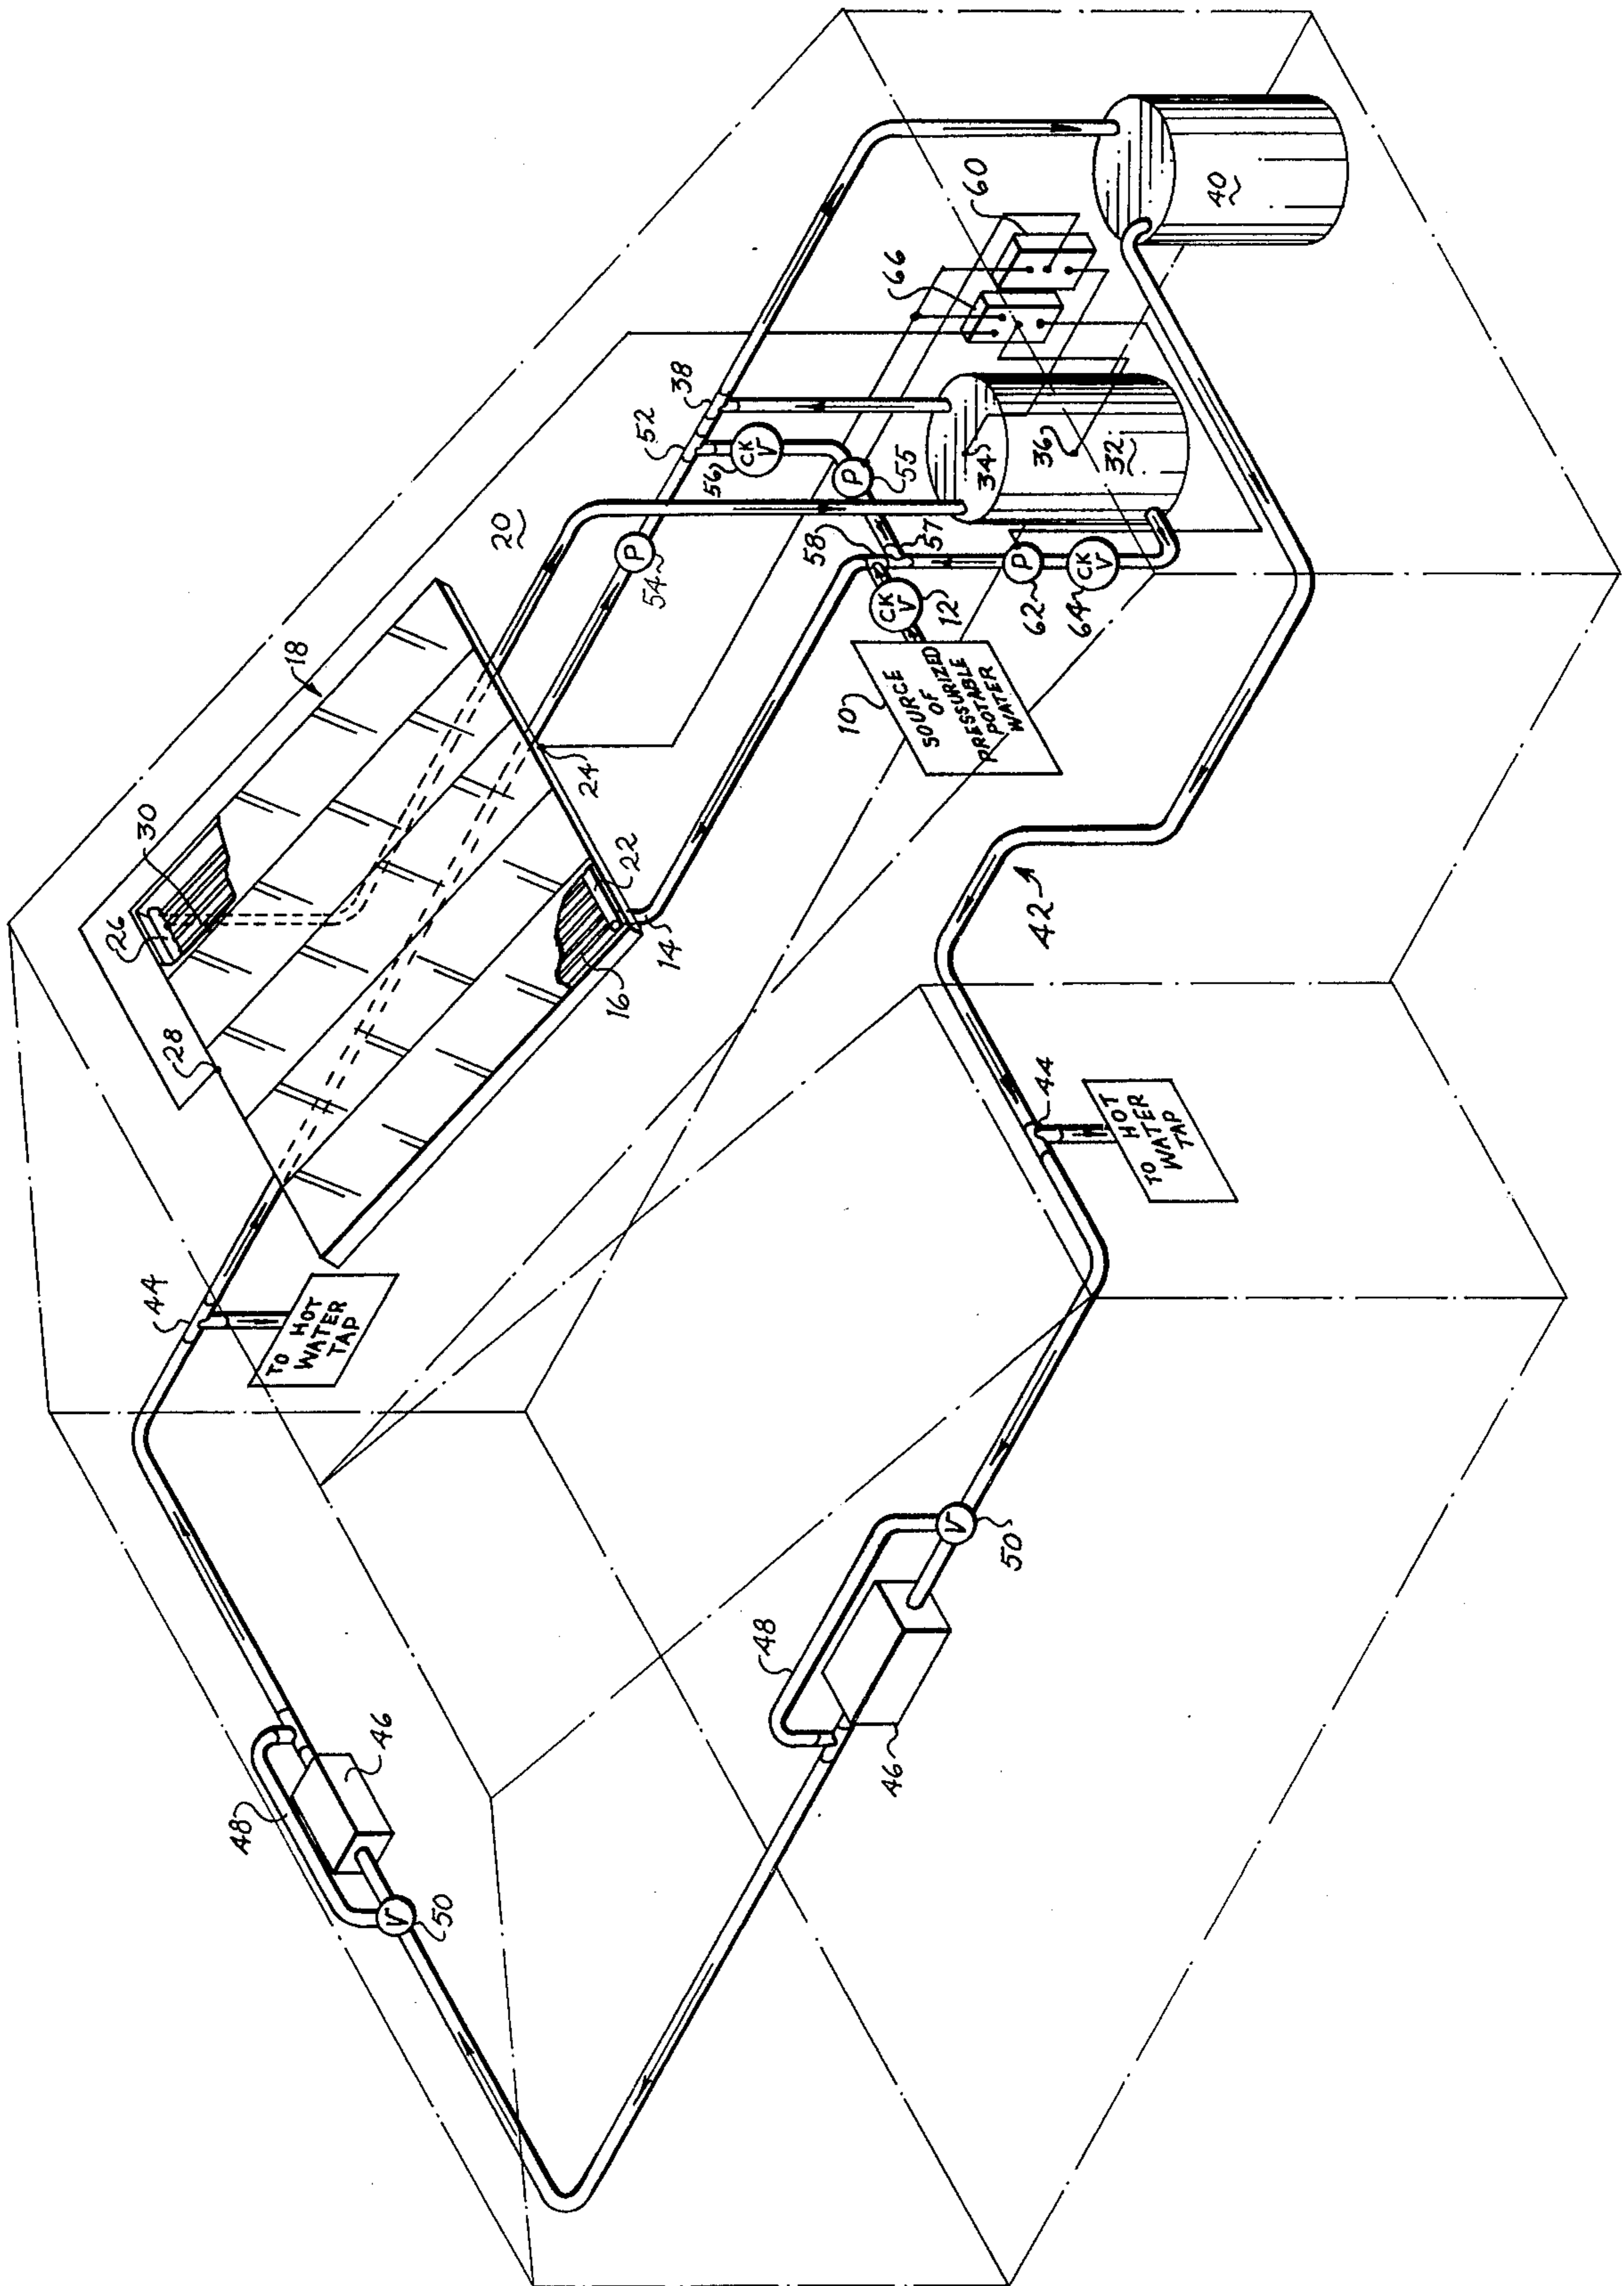 18
20
26
30
28
24
22
16
14
54
52
38
56
CK
V
P
P
55
57
58
CK
V
12
10
SOURCE
OF
PRESSURIZED
POTABLE
WATER
P
62
CK
V
64
34
36
32
66
60
40
42
44
TO
HOT
WATER
TAP
44
TO
HOT
WATER
TAP
48
46
V
50
48
46
V
50